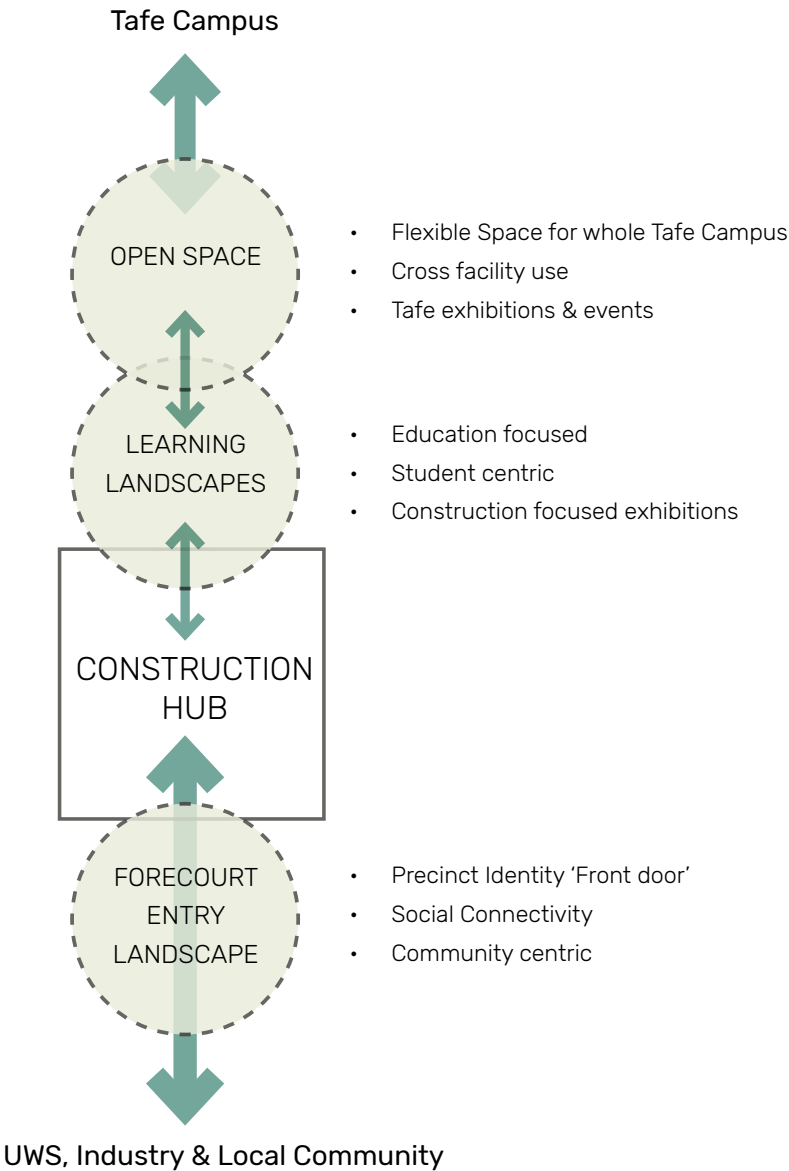 Tafe Campus
OPEN SPACE
• Flexible Space for whole Tafe Campus
• Cross facility use
• Tafe exhibitions & events
LEARNING
LANDSCAPES
• Education focused
• Student centric
• Construction focused exhibitions
CONSTRUCTION
HUB
FORECOURT
ENTRY
LANDSCAPE
• Precinct Identity ‘Front door’
• Social Connectivity
• Community centric
UWS, Industry & Local Community